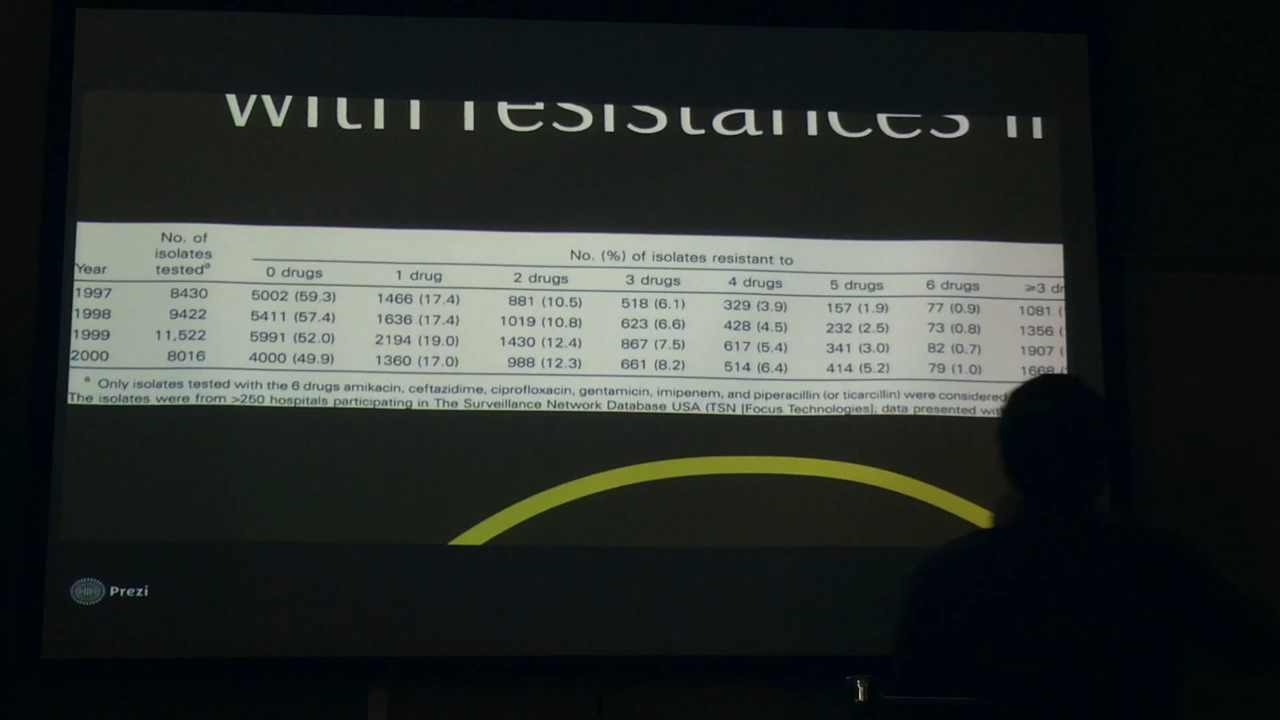 with resistances i
No. of
isolates
tested^a
No. (%) of isolates resistant to
Year 0 drugs 1 drug 2 drugs 3 drugs 4 drugs 5 drugs 6 drugs ≥3 dr
1997 8430 5002 (59.3) 1466 (17.4) 881 (10.5) 518 (6.1) 329 (3.9) 157 (1.9) 77 (0.9) 1081 (
1998 9422 5411 (57.4) 1636 (17.4) 1019 (10.8) 623 (6.6) 428 (4.5) 232 (2.5) 73 (0.8) 1356 (
1999 11,522 5991 (52.0) 2194 (19.0) 1430 (12.4) 867 (7.5) 617 (5.4) 341 (3.0) 82 (0.7) 1907 (
2000 8016 4000 (49.9) 1360 (17.0) 988 (12.3) 661 (8.2) 514 (6.4) 414 (5.2) 79 (1.0) 1668 (
^a Only isolates tested with the 6 drugs amikacin, ceftazidime, ciprofloxacin, gentamicin, imipenem, and piperacillin (or ticarcillin) were considered
The isolates were from >250 hospitals participating in The Surveillance Network Database USA (TSN [Focus Technologies]; data presented wit
Prezi